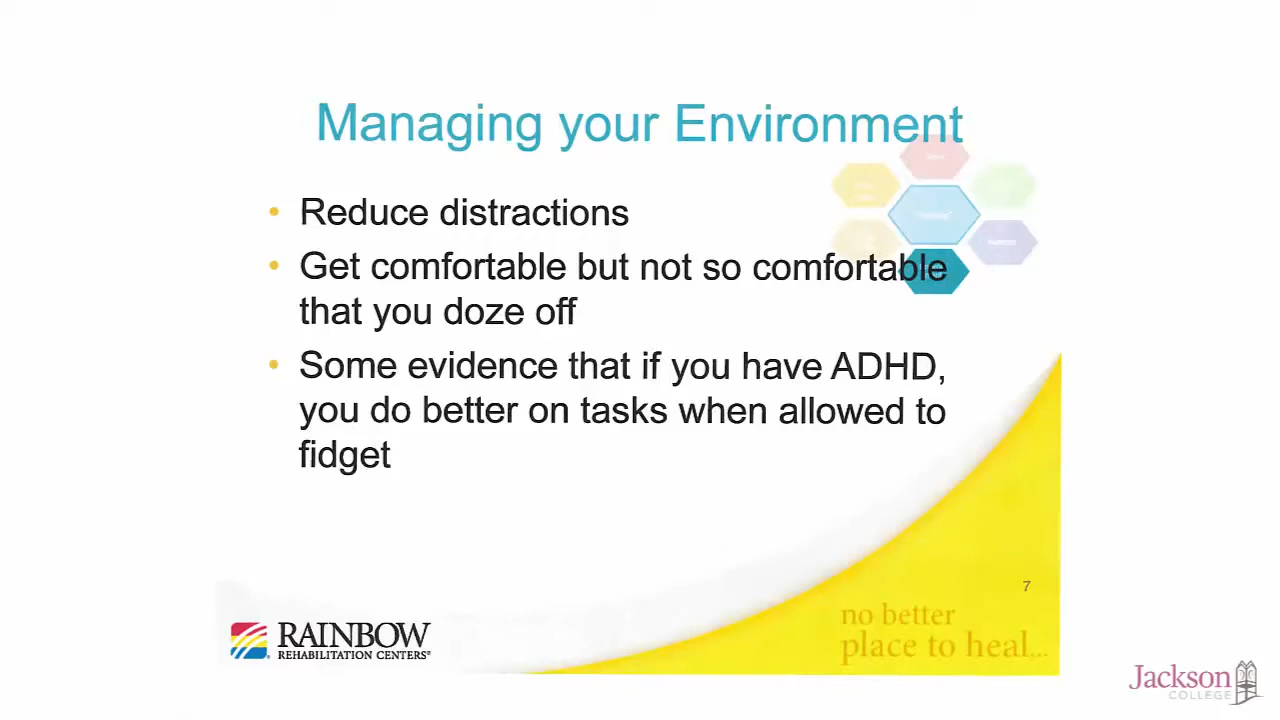 Managing your Environment
• Reduce distractions
• Get comfortable but not so comfortable
that you doze off
• Some evidence that if you have ADHD,
you do better on tasks when allowed to
fidget
7
RAINBOW
REHABILITATION CENTERS®
no better
place to heal...
Jackson
COLLEGE